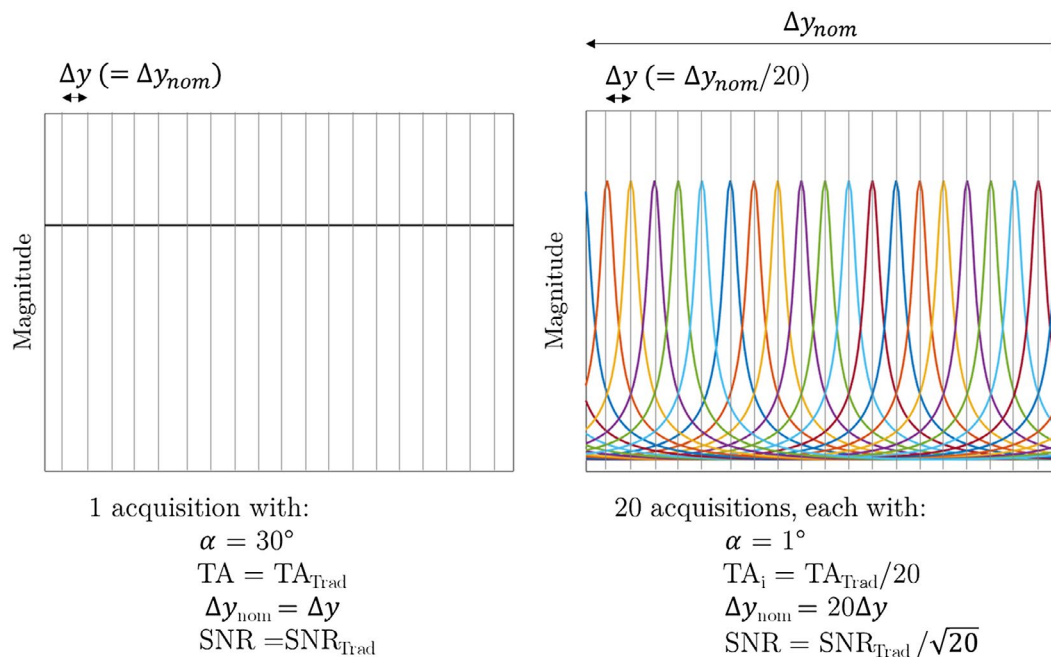 Δy (= Δy_nom)
Magnitude
1 acquisition with:
α = 30°
TA = TA_Trad
Δy_nom = Δy
SNR =SNR_Trad
Δy_nom
Δy (= Δy_nom/20)
Magnitude
20 acquisitions, each with:
α = 1°
TA_i = TA_Trad/20
Δy_nom = 20Δy
SNR = SNR_Trad/√20